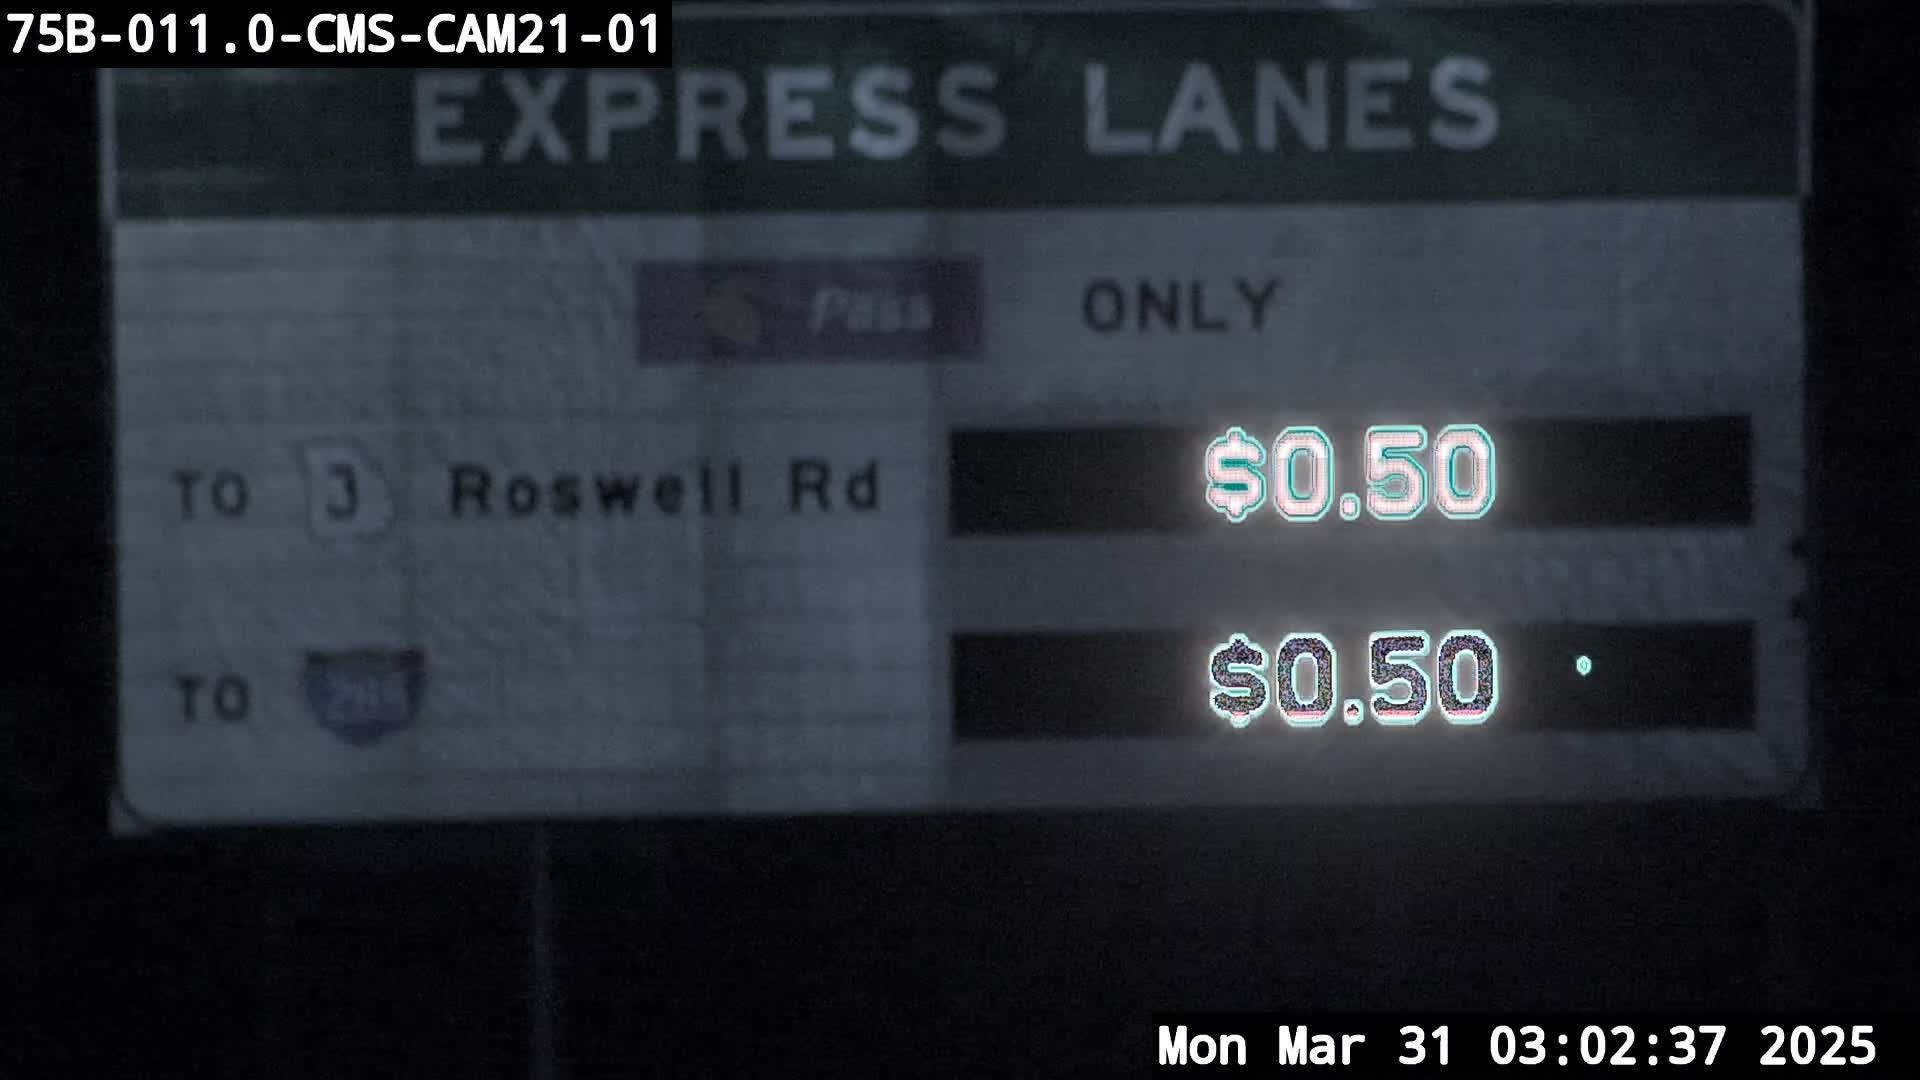 75B-011.0-CMS-CAM21-01
EXPRESS LANES
Pass ONLY
TO 3 Roswell Rd $0.50
TO 285 $0.50
Mon Mar 31 03:02:37 2025